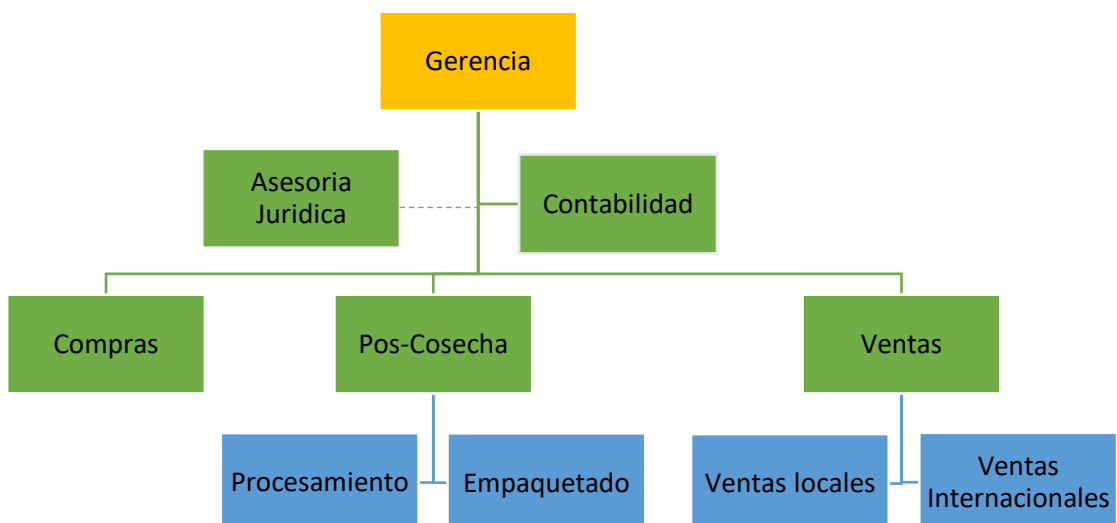 Gerencia
Asesoria
Juridica
Contabilidad
Compras
Pos-Cosecha
Ventas
Procesamiento
Empaquetado
Ventas locales
Ventas
Internacionales